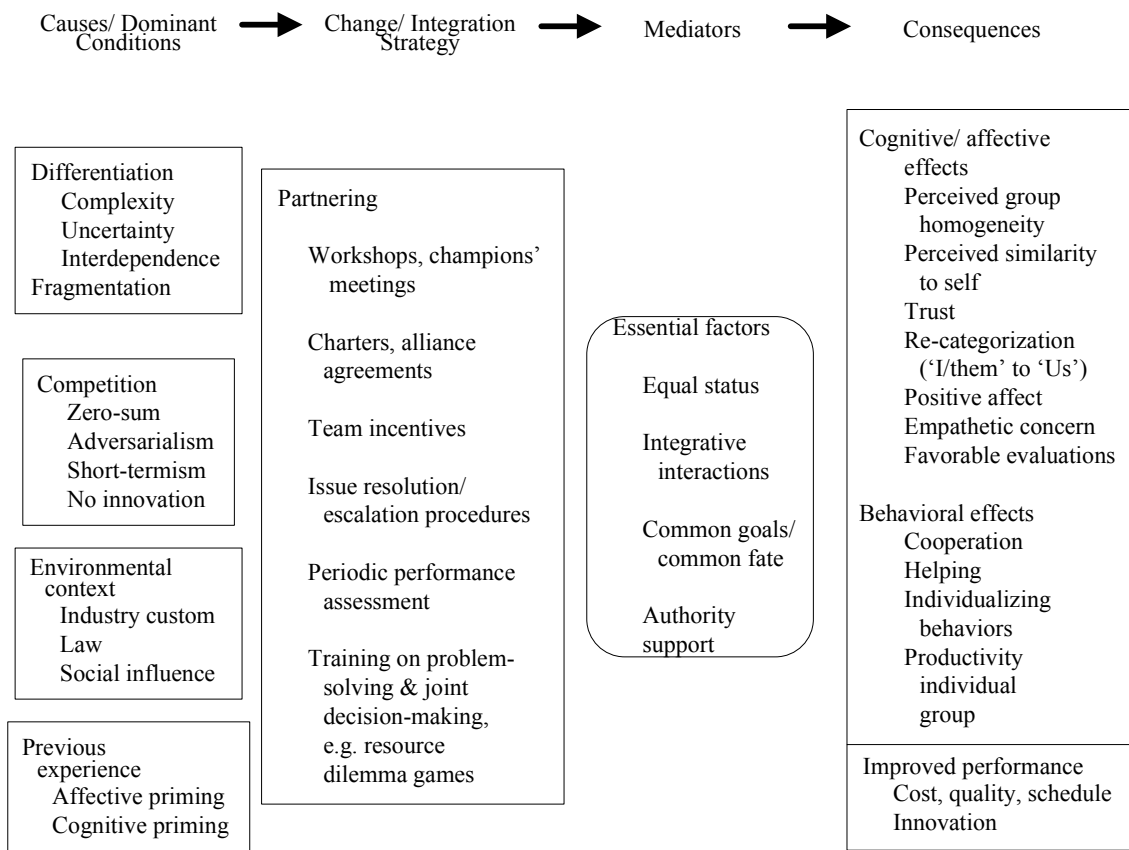 Causes/ Dominant
Conditions
Change/ Integration
Strategy
Mediators
Consequences
Differentiation
Complexity
Uncertainty
Interdependence
Fragmentation
Competition
Zero-sum
Adversarialism
Short-termism
No innovation
Environmental
context
Industry custom
Law
Social influence
Previous
experience
Affective priming
Cognitive priming
Partnering
Workshops, champions’
meetings
Charters, alliance
agreements
Team incentives
Issue resolution/
escalation procedures
Periodic performance
assessment
Training on problem-
solving & joint
decision-making,
e.g. resource
dilemma games
Essential factors
Equal status
Integrative
interactions
Common goals/
common fate
Authority
support
Cognitive/ affective
effects
Perceived group
homogeneity
Perceived similarity
to self
Trust
Re-categorization
(‘I/them’ to ‘Us’)
Positive affect
Empathetic concern
Favorable evaluations
Behavioral effects
Cooperation
Helping
Individualizing
behaviors
Productivity
individual
group
Improved performance
Cost, quality, schedule
Innovation